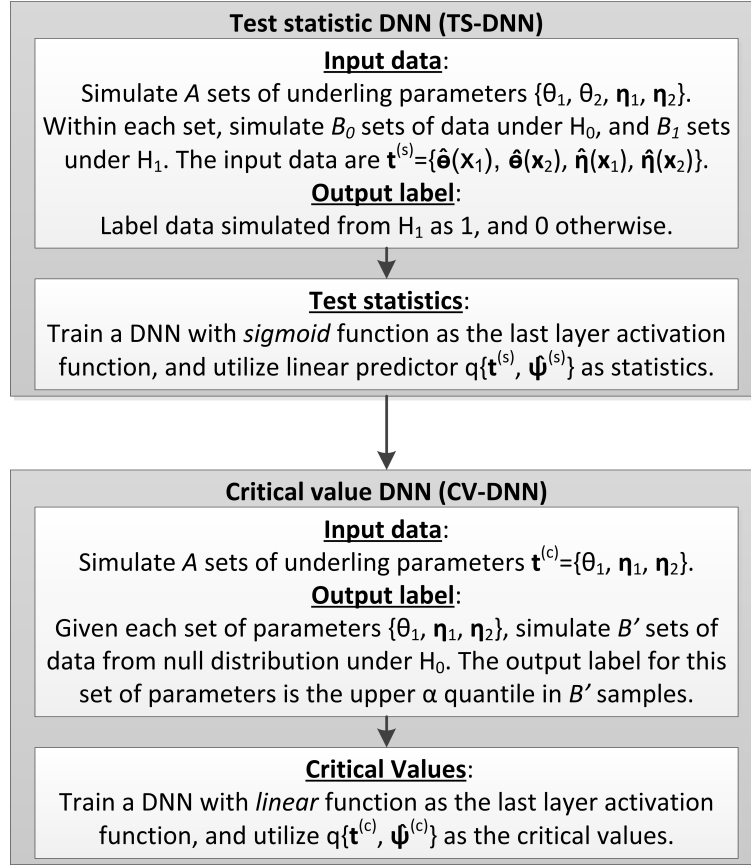 Test statistic DNN (TS-DNN)
Input data:
Simulate A sets of underling parameters {θ₁, θ₂, η₁, η₂}.
Within each set, simulate B₀ sets of data under H₀, and B₁ sets
under H₁. The input data are t⁽ˢ⁾={ê(x₁), ê(x₂), η̂(x₁), η̂(x₂)}.
Output label:
Label data simulated from H₁ as 1, and 0 otherwise.
Test statistics:
Train a DNN with sigmoid function as the last layer activation
function, and utilize linear predictor q{t⁽ˢ⁾, ψ̂⁽ˢ⁾} as statistics.
Critical value DNN (CV-DNN)
Input data:
Simulate A sets of underling parameters t⁽ᶜ⁾={θ₁, η₁, η₂}.
Output label:
Given each set of parameters {θ₁, η₁, η₂}, simulate B′ sets of
data from null distribution under H₀. The output label for this
set of parameters is the upper α quantile in B′ samples.
Critical Values:
Train a DNN with linear function as the last layer activation
function, and utilize q{t⁽ᶜ⁾, ψ̂⁽ᶜ⁾} as the critical values.